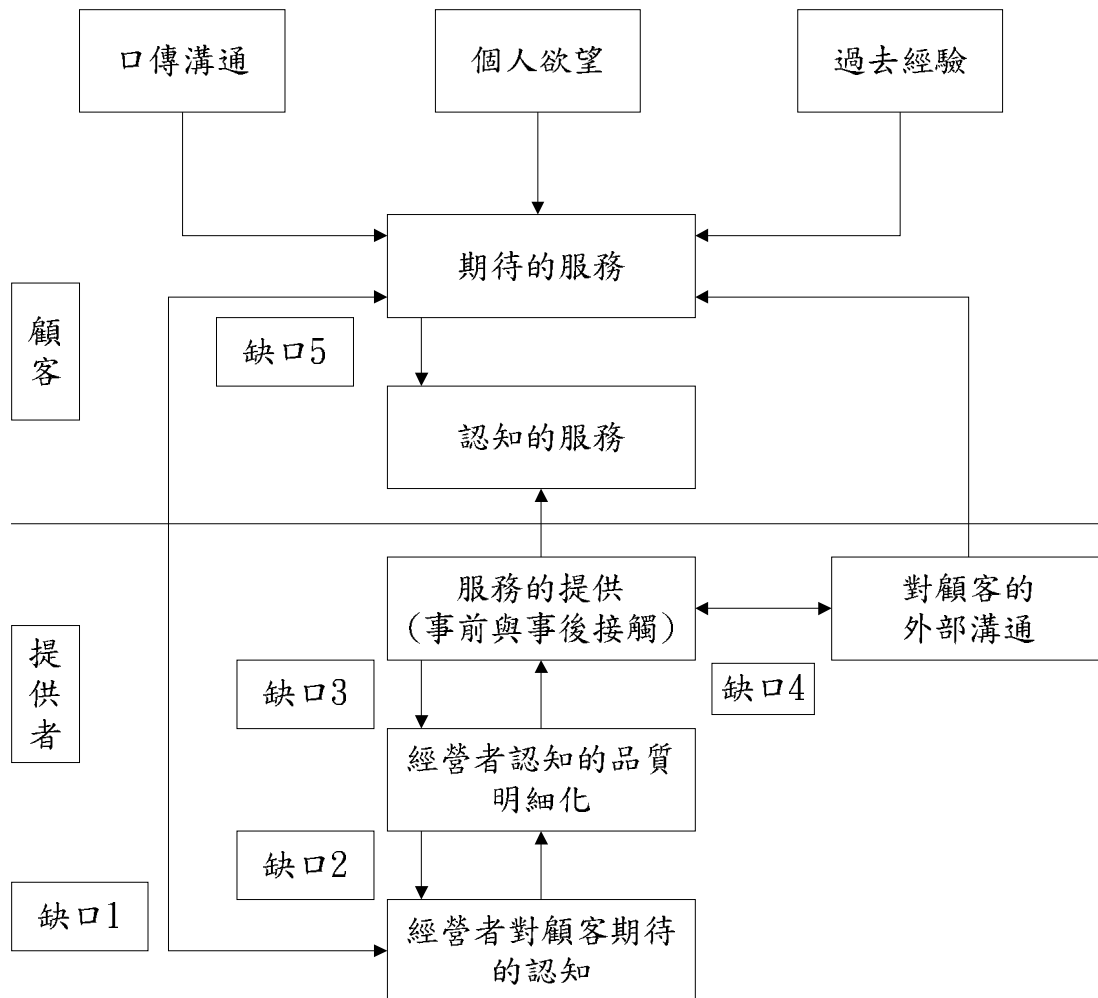 口傳溝通
個人欲望
過去經驗
期待的服務
顧客
缺口5
認知的服務
服務的提供
(事前與事後接觸)
對顧客的
外部溝通
提供者
缺口3
缺口4
經營者認知的品質
明細化
缺口2
缺口1
經營者對顧客期待
的認知